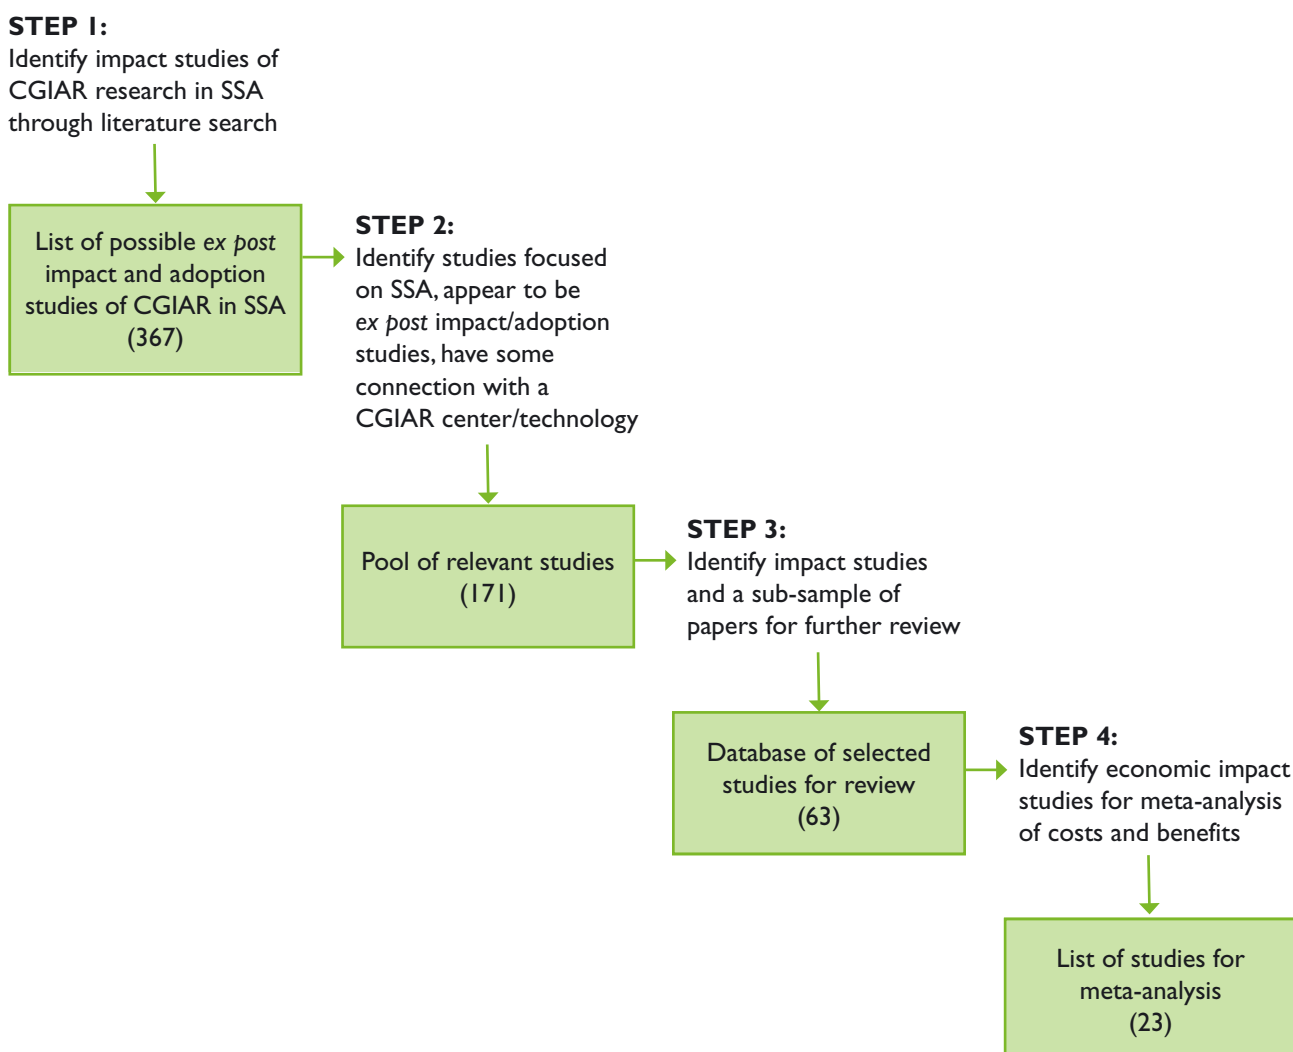 STEP 1:
Identify impact studies of
CGIAR research in SSA
through literature search
List of possible ex post
impact and adoption
studies of CGIAR in SSA
(367)
STEP 2:
Identify studies focused
on SSA, appear to be
ex post impact/adoption
studies, have some
connection with a
CGIAR center/technology
Pool of relevant studies
(171)
STEP 3:
Identify impact studies
and a sub-sample of
papers for further review
Database of selected
studies for review
(63)
STEP 4:
Identify economic impact
studies for meta-analysis
of costs and benefits
List of studies for
meta-analysis
(23)